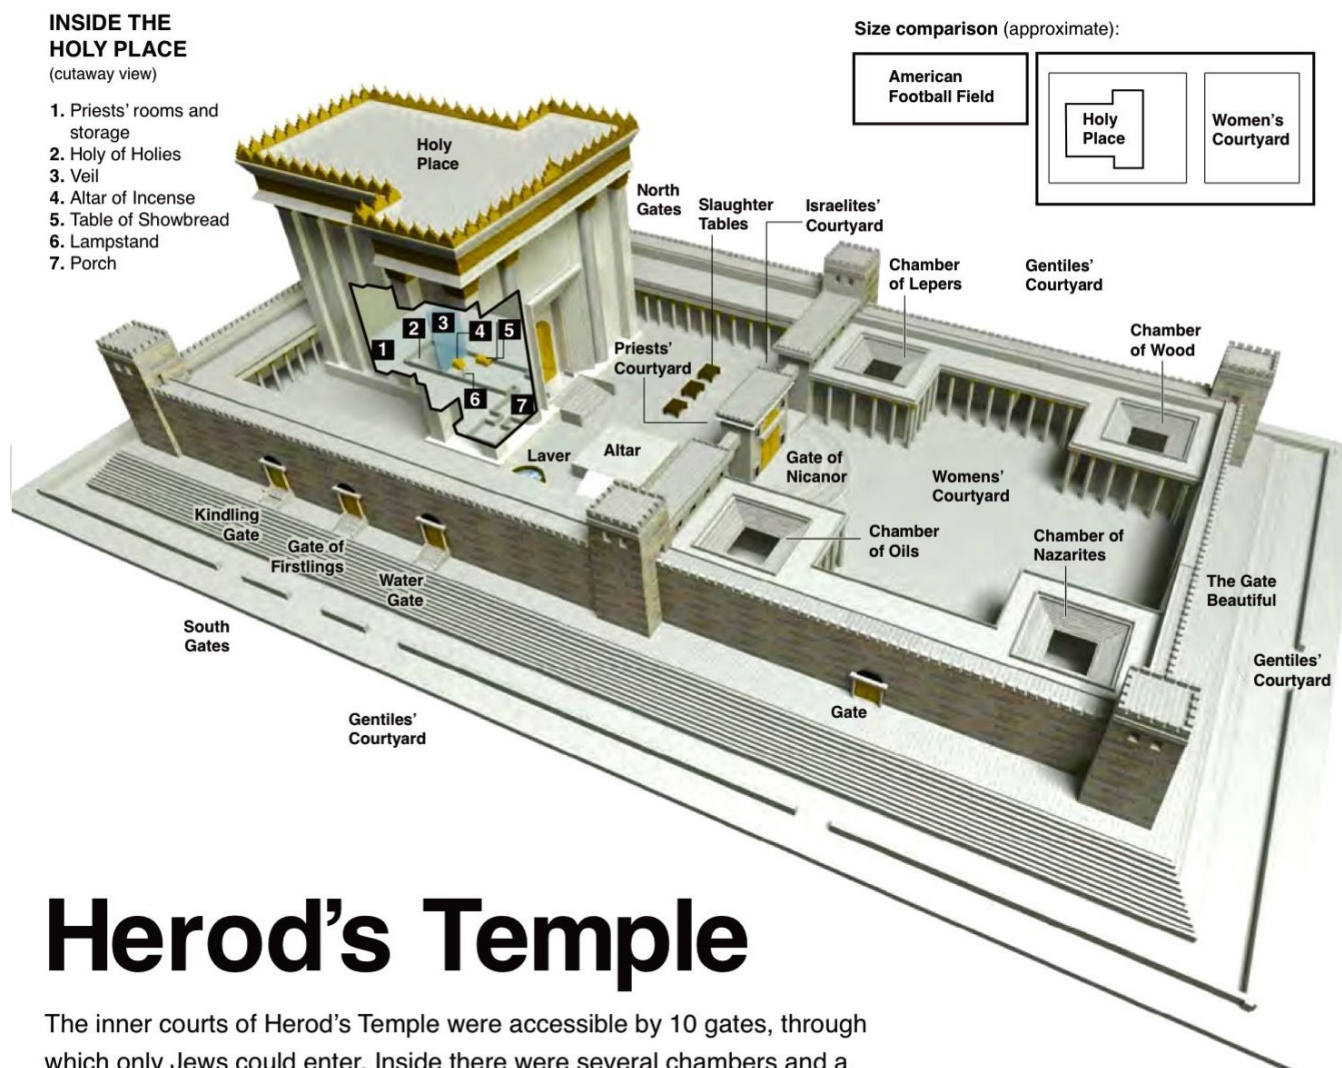 INSIDE THE
HOLY PLACE
(cutaway view)
1. Priests' rooms and
storage
2. Holy of Holies
3. Veil
4. Altar of Incense
5. Table of Showbread
6. Lampstand
7. Porch
Size comparison (approximate):
American
Football Field
Holy
Place
Women's
Courtyard
Holy
Place
North
Gates
Slaughter
Tables
Israelites'
Courtyard
Chamber
of Lepers
Gentiles'
Courtyard
Chamber
of Wood
Priests'
Courtyard
1
2
3
4
5
6
7
Laver
Altar
Gate of
Nicanor
Womens'
Courtyard
Chamber
of Oils
Chamber of
Nazarites
The Gate
Beautiful
Gentiles'
Courtyard
Kindling
Gate
Gate of
Firstlings
Water
Gate
South
Gates
Gate
Gentiles'
Courtyard
Herod's Temple
The inner courts of Herod's Temple were accessible by 10 gates, through
which only Jews could enter. Inside there were several chambers and a